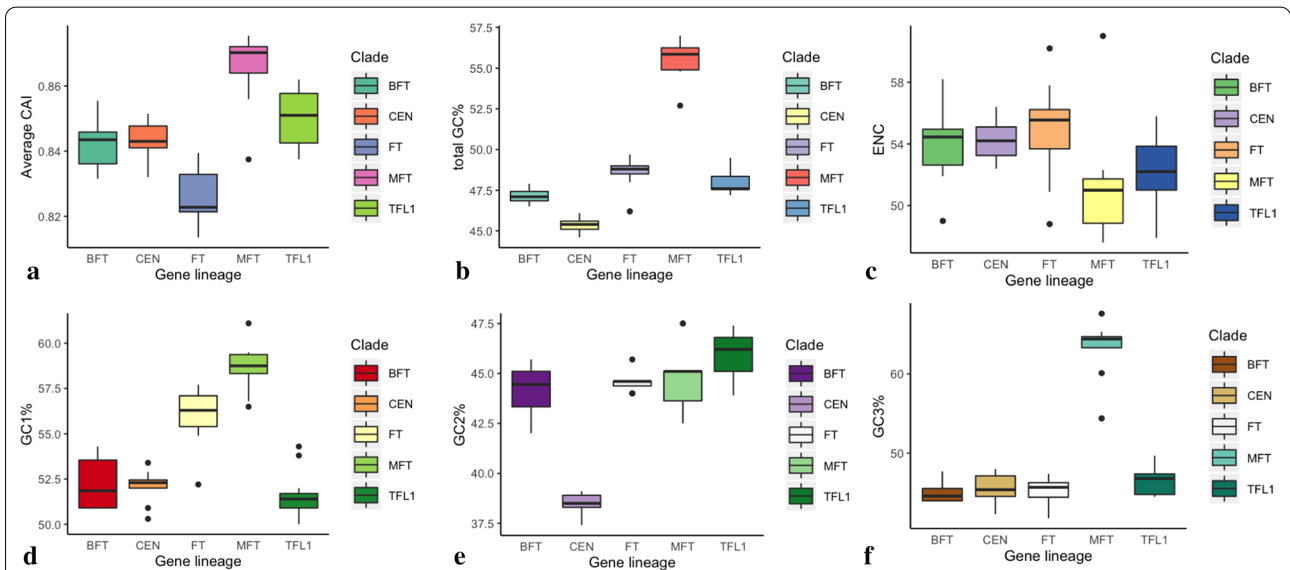 Average CAI
0.86
0.84
0.82
BFT CEN FT MFT TFL1
Gene lineage
a
Clade
BFT
CEN
FT
MFT
TFL1
total GC%
57.5
55.0
52.5
50.0
47.5
45.0
BFT CEN FT MFT TFL1
Gene lineage
b
Clade
BFT
CEN
FT
MFT
TFL1
ENC
58
54
50
BFT CEN FT MFT TFL1
Gene lineage
c
Clade
BFT
CEN
FT
MFT
TFL1
GC1%
60.0
57.5
55.0
52.5
50.0
BFT CEN FT MFT TFL1
Gene lineage
d
Clade
BFT
CEN
FT
MFT
TFL1
GC2%
47.5
45.0
42.5
40.0
37.5
BFT CEN FT MFT TFL1
Gene lineage
e
Clade
BFT
CEN
FT
MFT
TFL1
GC3%
60
50
BFT CEN FT MFT TFL1
Gene lineage
f
Clade
BFT
CEN
FT
MFT
TFL1